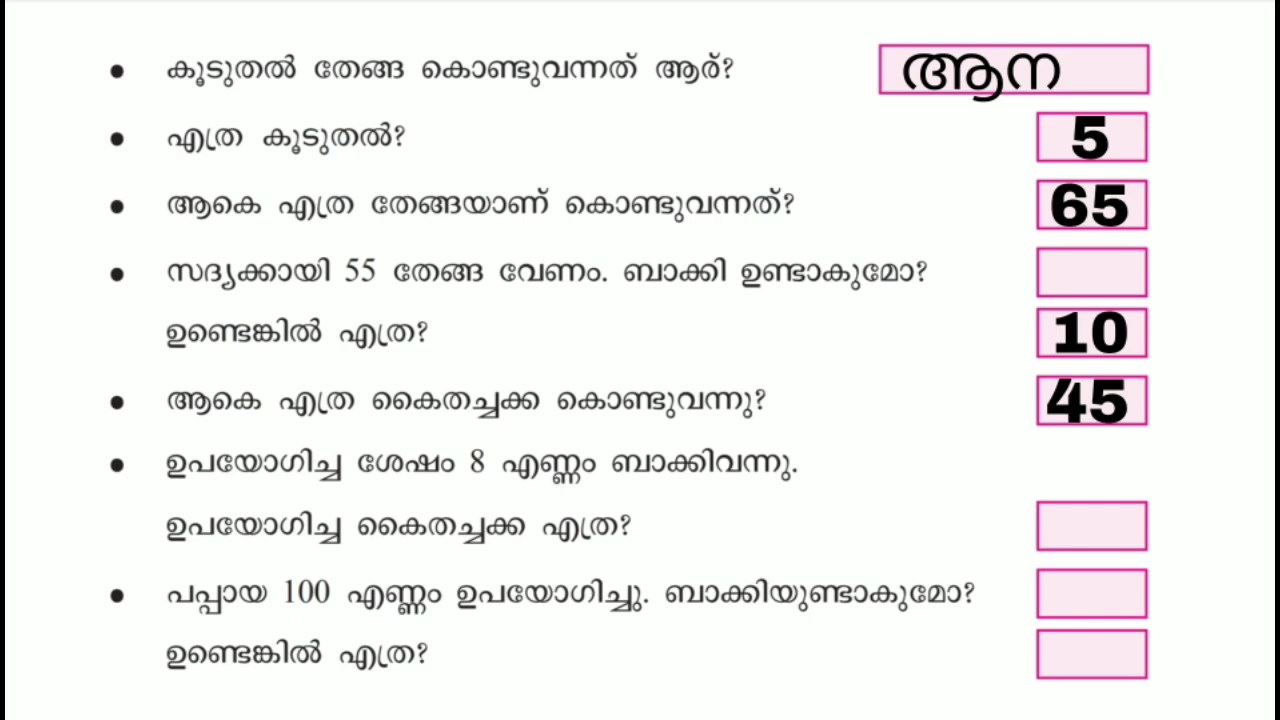 • കൂടുതൽ തേങ്ങ കൊണ്ടുവന്നത് ആര്? ആന
• എത്ര കൂടുതൽ? 5
• ആകെ എത്ര തേങ്ങയാണ് കൊണ്ടുവന്നത്? 65
• സദ്യക്കായി 55 തേങ്ങ വേണം. ബാക്കി ഉണ്ടാകുമോ?
ഉണ്ടെങ്കിൽ എത്ര? 10
• ആകെ എത്ര കൈതച്ചക്ക കൊണ്ടുവന്നു? 45
• ഉപയോഗിച്ച ശേഷം 8 എണ്ണം ബാക്കിവന്നു.
ഉപയോഗിച്ച കൈതച്ചക്ക എത്ര?
• പപ്പായ 100 എണ്ണം ഉപയോഗിച്ചു. ബാക്കിയുണ്ടാകുമോ?
ഉണ്ടെങ്കിൽ എത്ര?